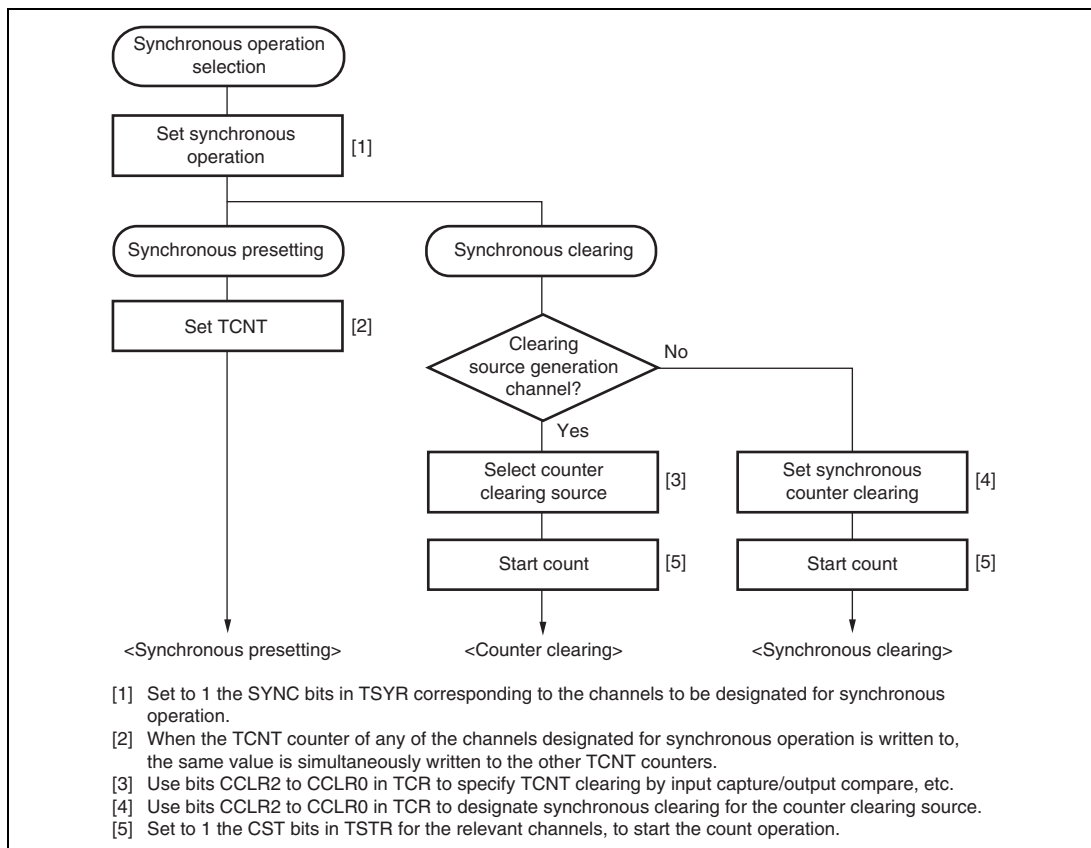 Synchronous operation
selection
Set synchronous
operation
[1]
Synchronous presetting
Synchronous clearing
Set TCNT
[2]
Clearing
source generation
channel?
No
Yes
Select counter
clearing source
[3]
Set synchronous
counter clearing
[4]
Start count
[5]
Start count
[5]
<Synchronous presetting>
<Counter clearing>
<Synchronous clearing>
[1] Set to 1 the SYNC bits in TSYR corresponding to the channels to be designated for synchronous
operation.
[2] When the TCNT counter of any of the channels designated for synchronous operation is written to,
the same value is simultaneously written to the other TCNT counters.
[3] Use bits CCLR2 to CCLR0 in TCR to specify TCNT clearing by input capture/output compare, etc.
[4] Use bits CCLR2 to CCLR0 in TCR to designate synchronous clearing for the counter clearing source.
[5] Set to 1 the CST bits in TSTR for the relevant channels, to start the count operation.